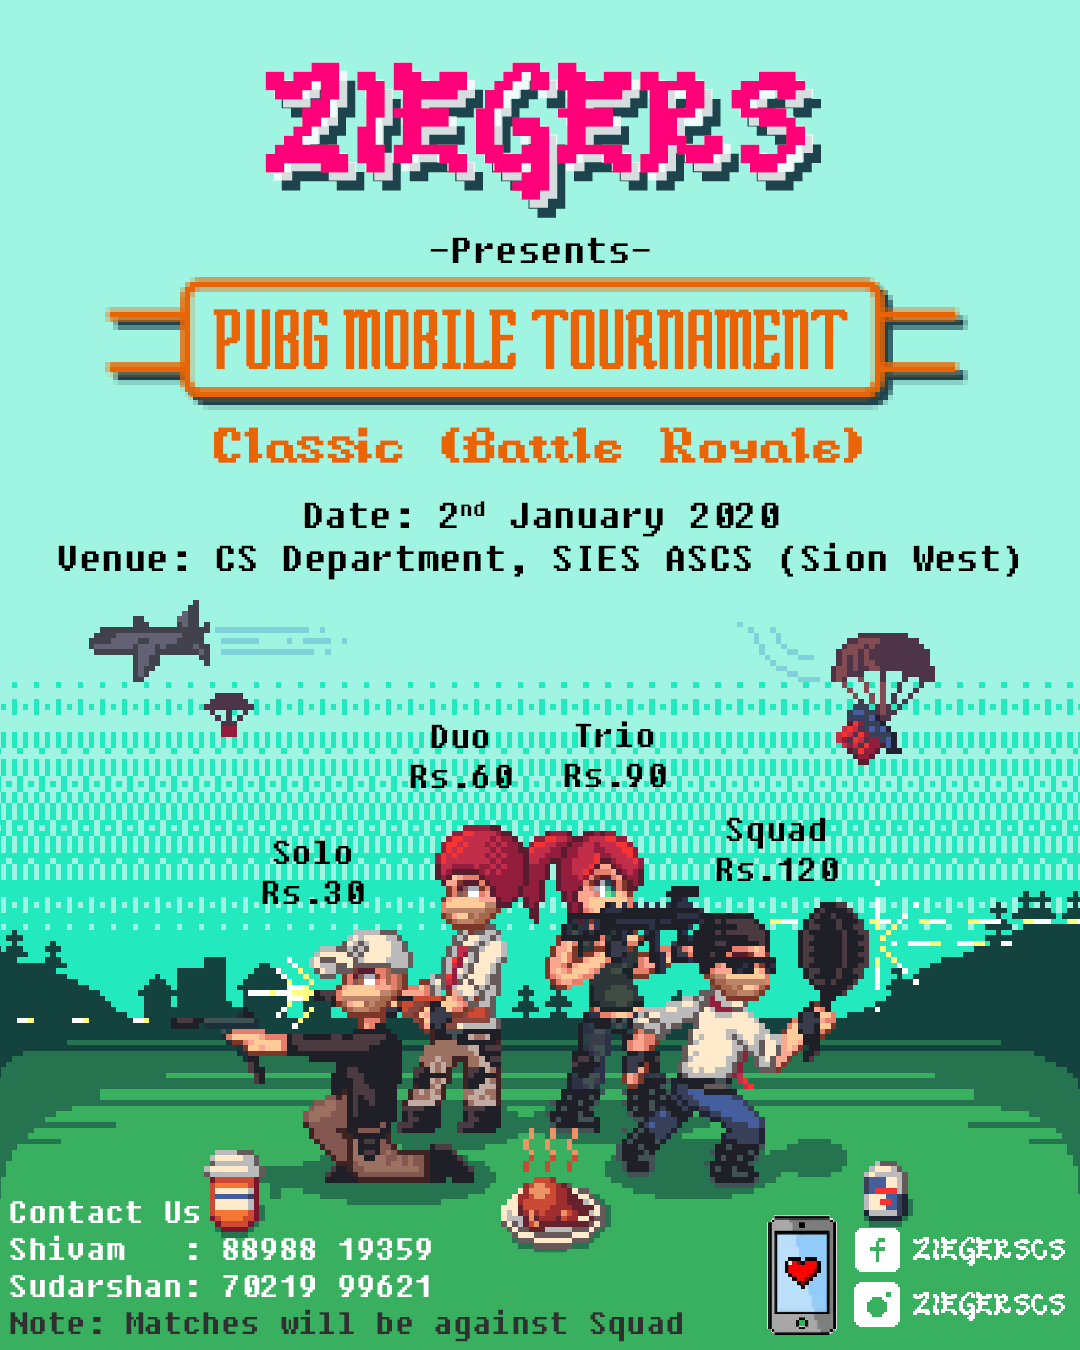 ZIEGERS
-Presents-
PUBG MOBILE TOURNAMENT
Classic (Battle Royale)
Date: 2nd January 2020
Venue: CS Department, SIES ASCS (Sion West)
Duo
Rs.60
Trio
Rs.90
Solo
Rs.30
Squad
Rs.120
Contact Us
Shivam : 88988 19359
Sudarshan: 70219 99621
Note: Matches will be against Squad
f ZIEGERSCS
ZIEGERSCS